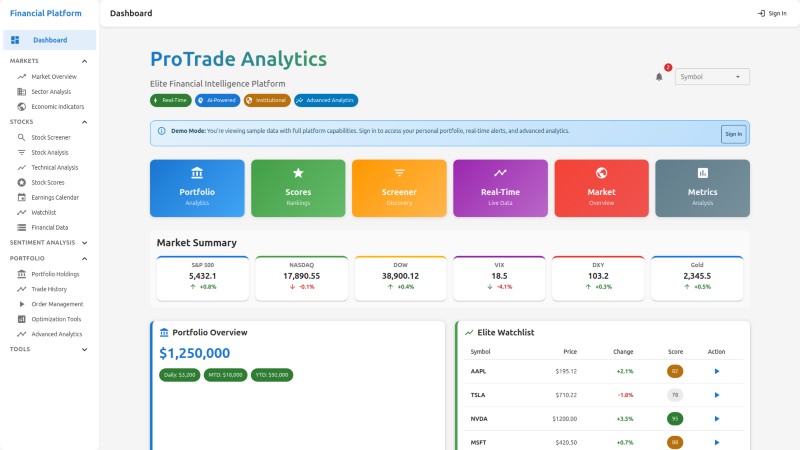 Financial Platform
Dashboard
Sign In
Dashboard
MARKETS
Market Overview
Sector Analysis
Economic Indicators
STOCKS
Stock Screener
Stock Analysis
Technical Analysis
Stock Scores
Earnings Calendar
Watchlist
Financial Data
SENTIMENT ANALYSIS
PORTFOLIO
Portfolio Holdings
Trade History
Order Management
Optimization Tools
Advanced Analytics
TOOLS
ProTrade Analytics
Elite Financial Intelligence Platform
Real-Time AI-Powered Institutional Advanced Analytics
Symbol
Demo Mode: You're viewing sample data with full platform capabilities. Sign in to access your personal portfolio, real-time alerts, and advanced analytics.
Sign In
Portfolio
Analytics
Scores
Rankings
Screener
Discovery
Real-Time
Live Data
Market
Overview
Metrics
Analysis
Market Summary
S&P 500
5,432.1
+0.8%
NASDAQ
17,890.55
-0.1%
DOW
38,900.12
+0.4%
VIX
18.5
-4.1%
DXY
103.2
+0.3%
Gold
2,345.5
+0.5%
Portfolio Overview
$1,250,000
Daily: $3,200 MTD: $18,000 YTD: $92,000
Elite Watchlist
Symbol Price Change Score Action
AAPL $195.12 +2.1% 82
TSLA $710.22 -1.8% 78
NVDA $1200.00 +3.5% 95
MSFT $420.50 +0.7% 88